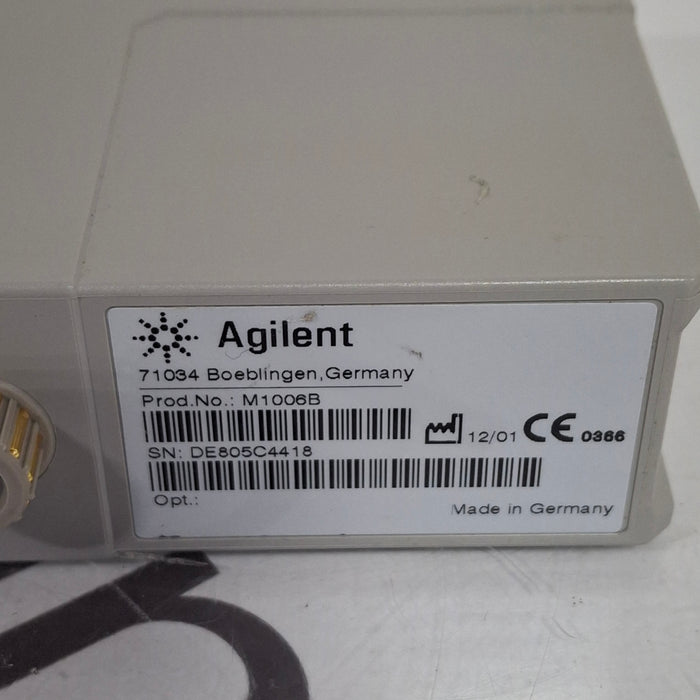 Agilent
71034 Boeblingen,Germany
Prod.No.: M1006B
12/01 CE 0366
SN: DE805C4418
Opt.:
Made in Germany